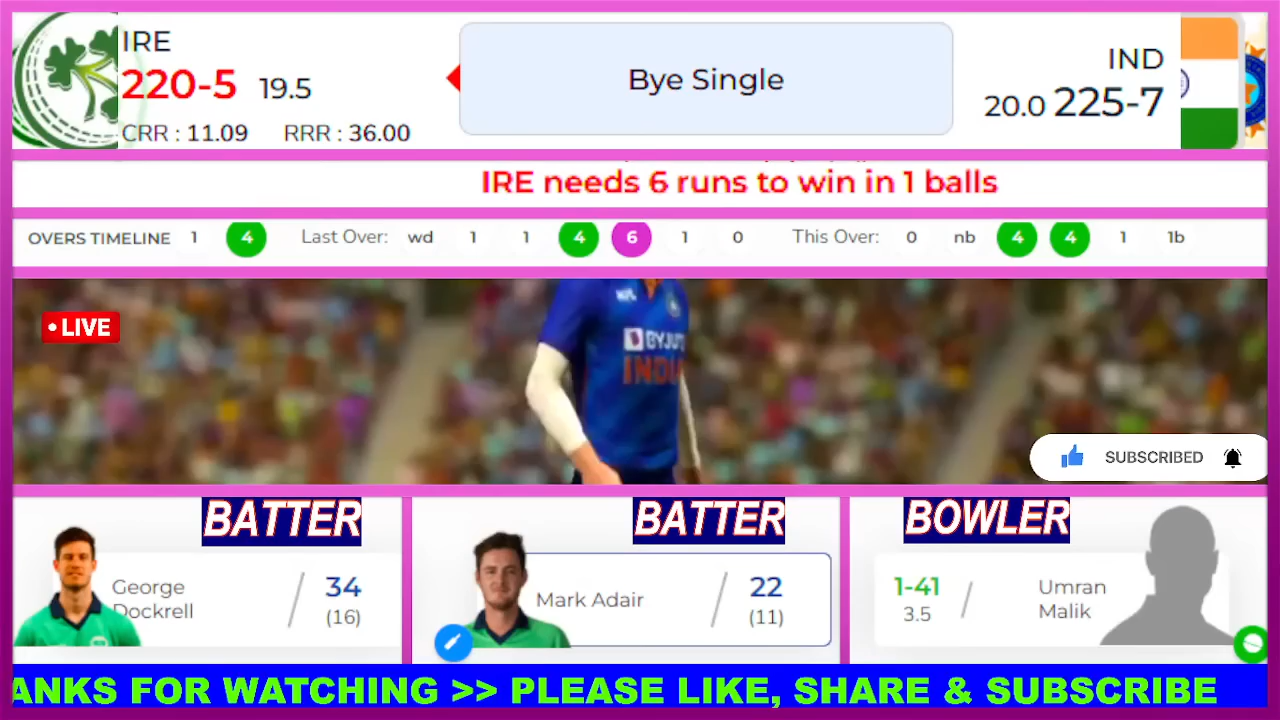 IRE
220-5 19.5
CRR : 11.09 RRR : 36.00
Bye Single
IND
20.0 225-7
IRE needs 6 runs to win in 1 balls
OVERS TIMELINE 1 4 Last Over: wd 1 1 4 6 1 0 This Over: 0 nb 4 4 1 1b
• LIVE
BYJU'S
INDIA
SUBSCRIBED
BATTER
George
Dockrell
34
(16)
BATTER
Mark Adair
22
(11)
BOWLER
1-41
3.5
Umran
Malik
ANKS FOR WATCHING >> PLEASE LIKE, SHARE & SUBSCRIBE